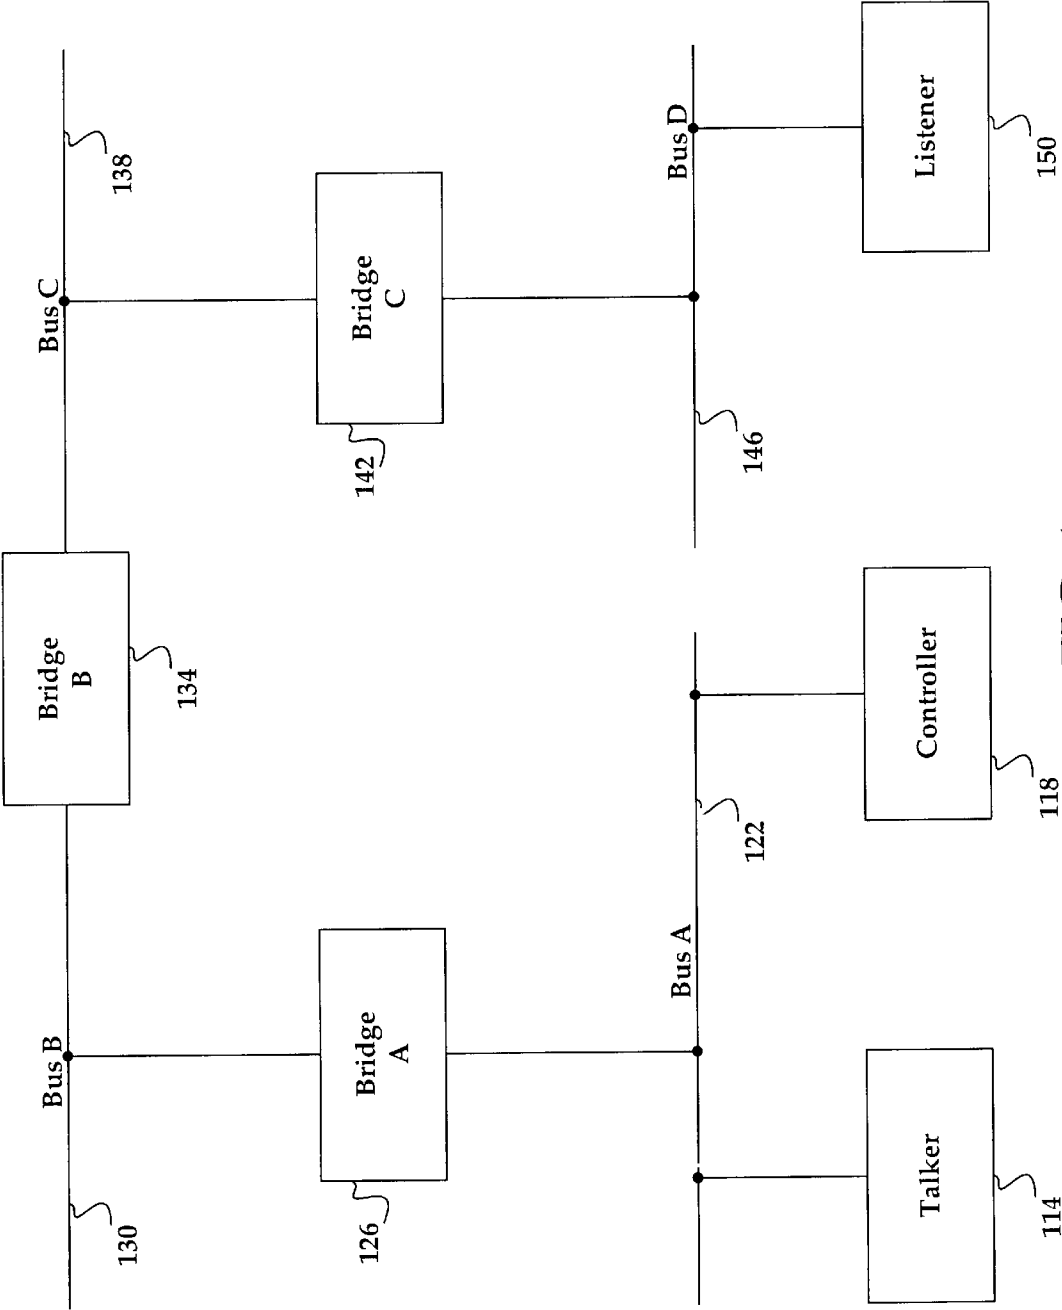 Bus B
Bridge
B
Bus C
130
134
138
Bridge
A
126
Bridge
C
142
Bus A
Bus D
122
146
Talker
Controller
Listener
114
118
150